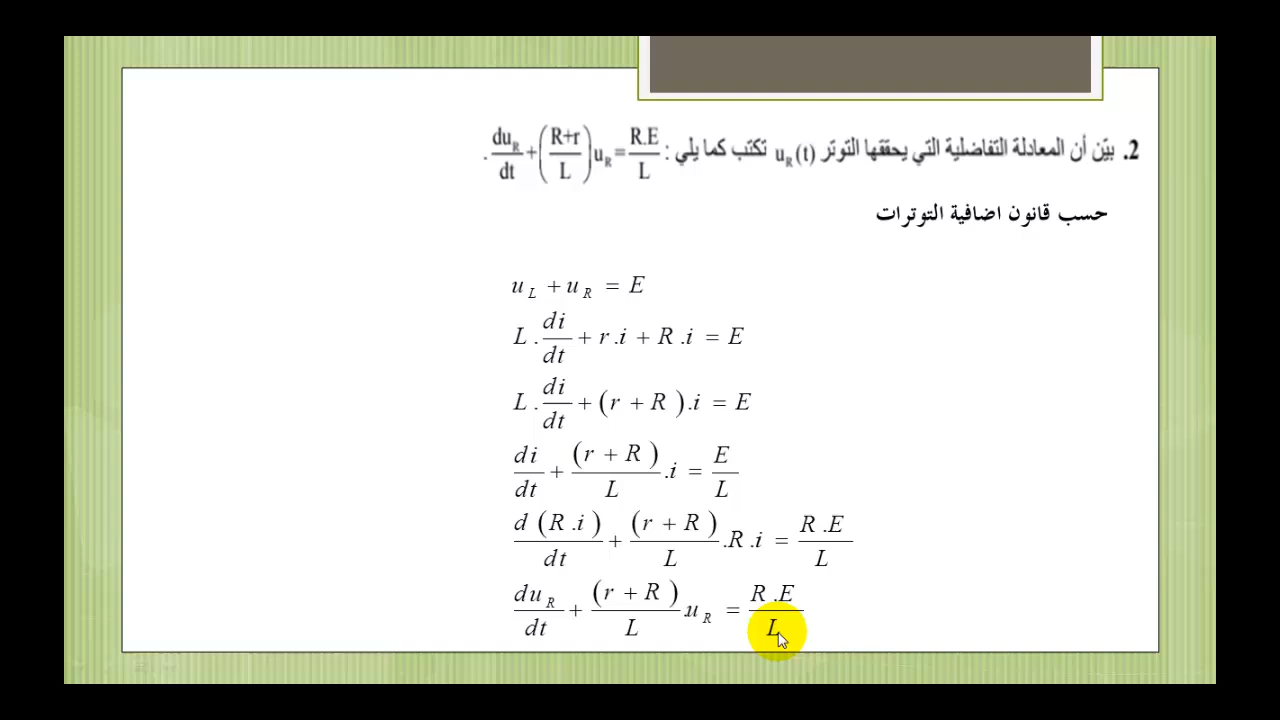 2. بيّن أن المعادلة التفاضلية التي يحققها التوتر u_R(t) تكتب كما يلي : du_R/dt + ((R+r)/L) u_R = R.E/L .
حسب قانون اضافية التوترات
u_L + u_R = E
L . di/dt + r .i + R .i = E
L . di/dt + (r + R ).i = E
di/dt + (r + R )/L .i = E/L
d (R .i )/dt + (r + R )/L .R .i = R .E/L
du_R/dt + (r + R )/L .u_R = R .E/L